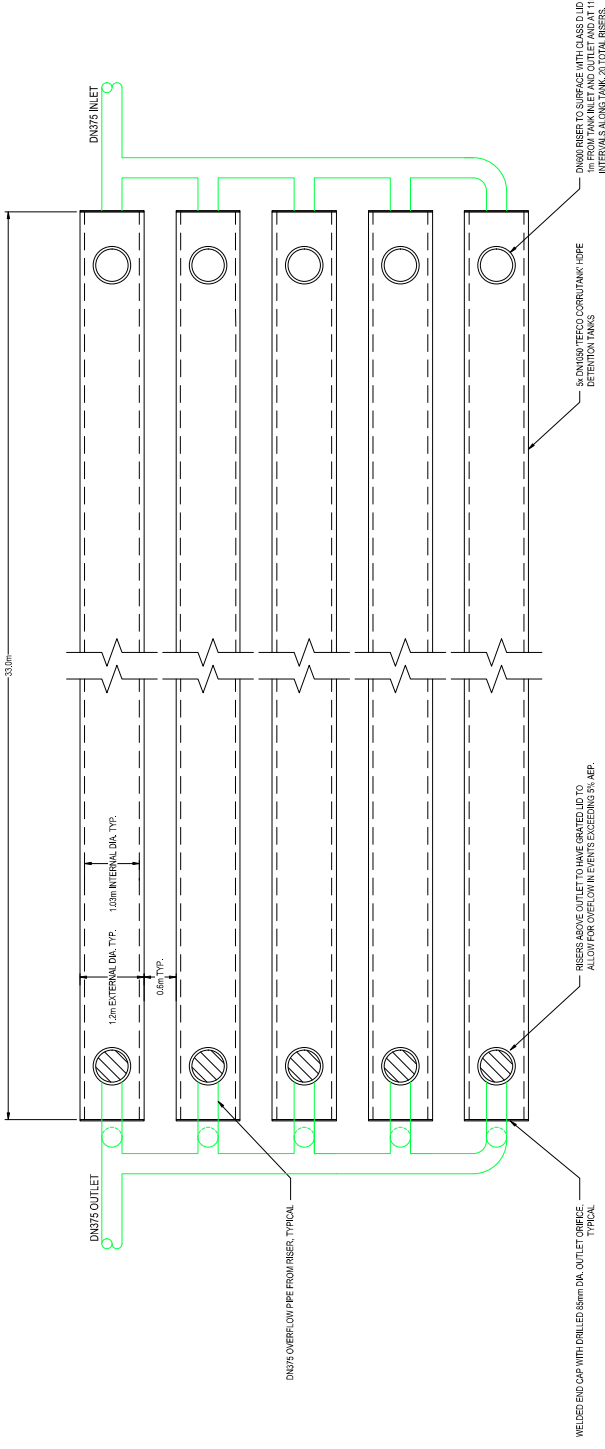 DN375 INLET
DN600 RISER TO SURFACE WITH CLASS D LID
1m FROM TANK INLET AND OUTLET AND AT 11
INTERVALS ALONG TANK. 20 TOTAL RISERS.
33.0m
5x DN1050 'TEFCO CORRUTANK' HDPE
DETENTION TANKS
1.03m INTERNAL DIA. TYP.
1.2m EXTERNAL DIA. TYP.
0.6m TYP.
RISERS ABOVE OUTLET TO HAVE GRATED LID TO
ALLOW FOR OVERFLOW IN EVENTS EXCEEDING 5% AEP.
DN375 OUTLET
DN375 OVERFLOW PIPE FROM RISER, TYPICAL
WELDED END CAP WITH DRILLED 85mm DIA. OUTLET ORIFICE,
TYPICAL